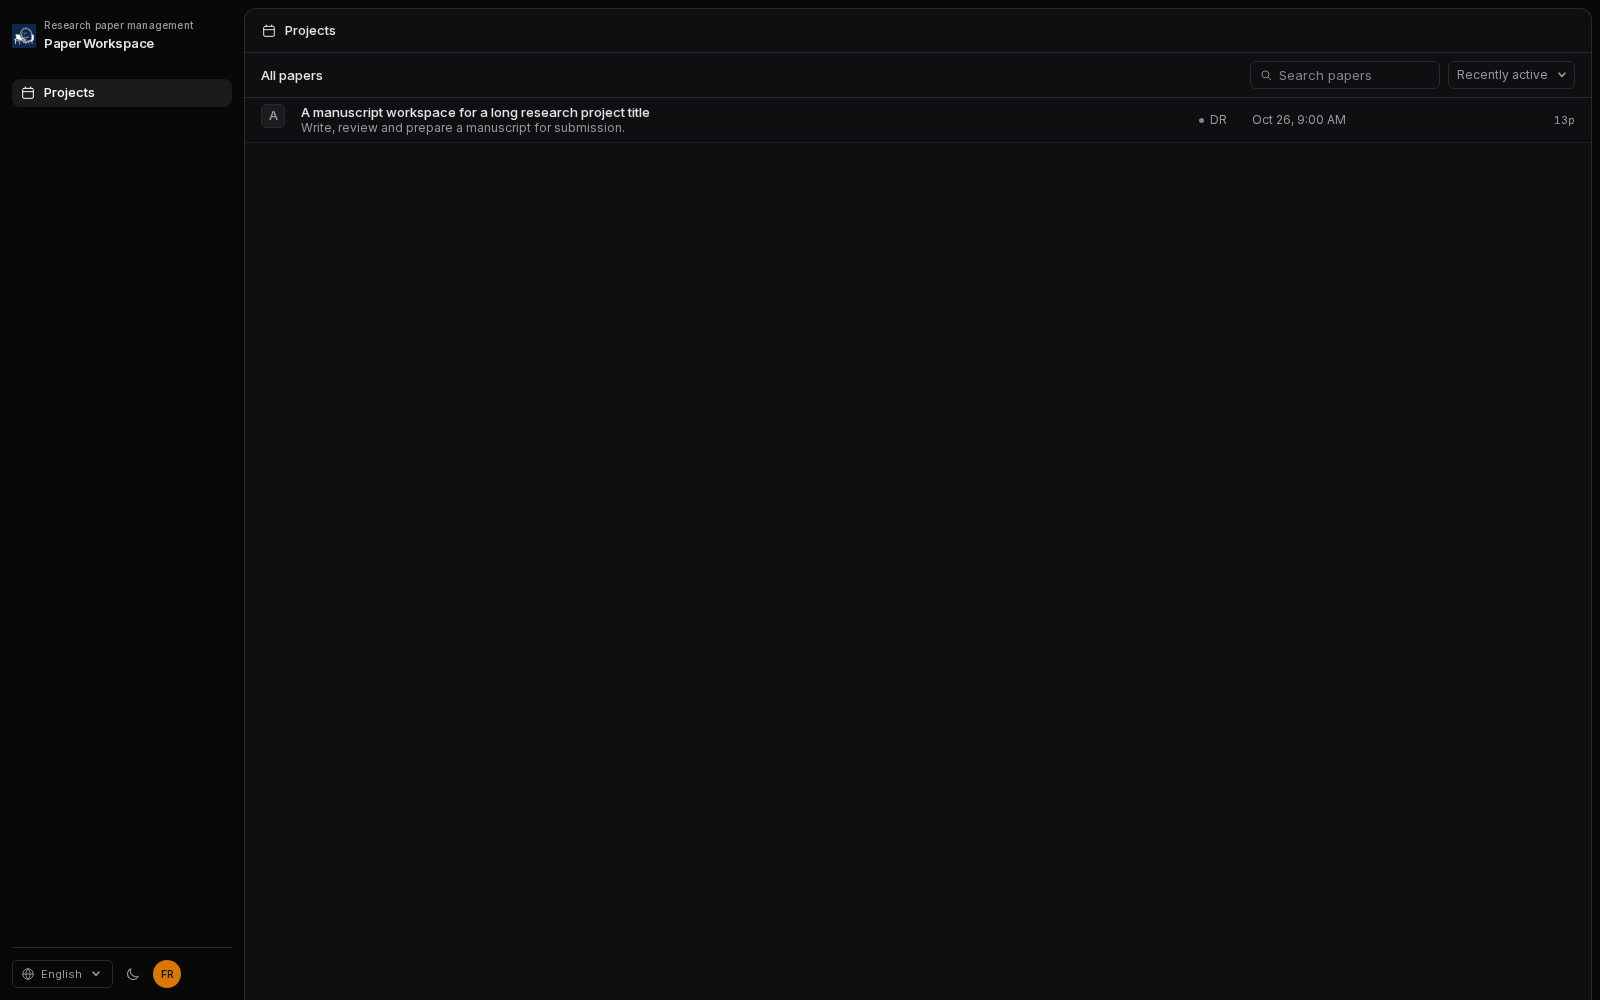 Research paper management
Paper Workspace
Projects
Projects
All papers
Search papers
Recently active
A
A manuscript workspace for a long research project title
Write, review and prepare a manuscript for submission.
DR
Oct 26, 9:00 AM
13p
English
FR